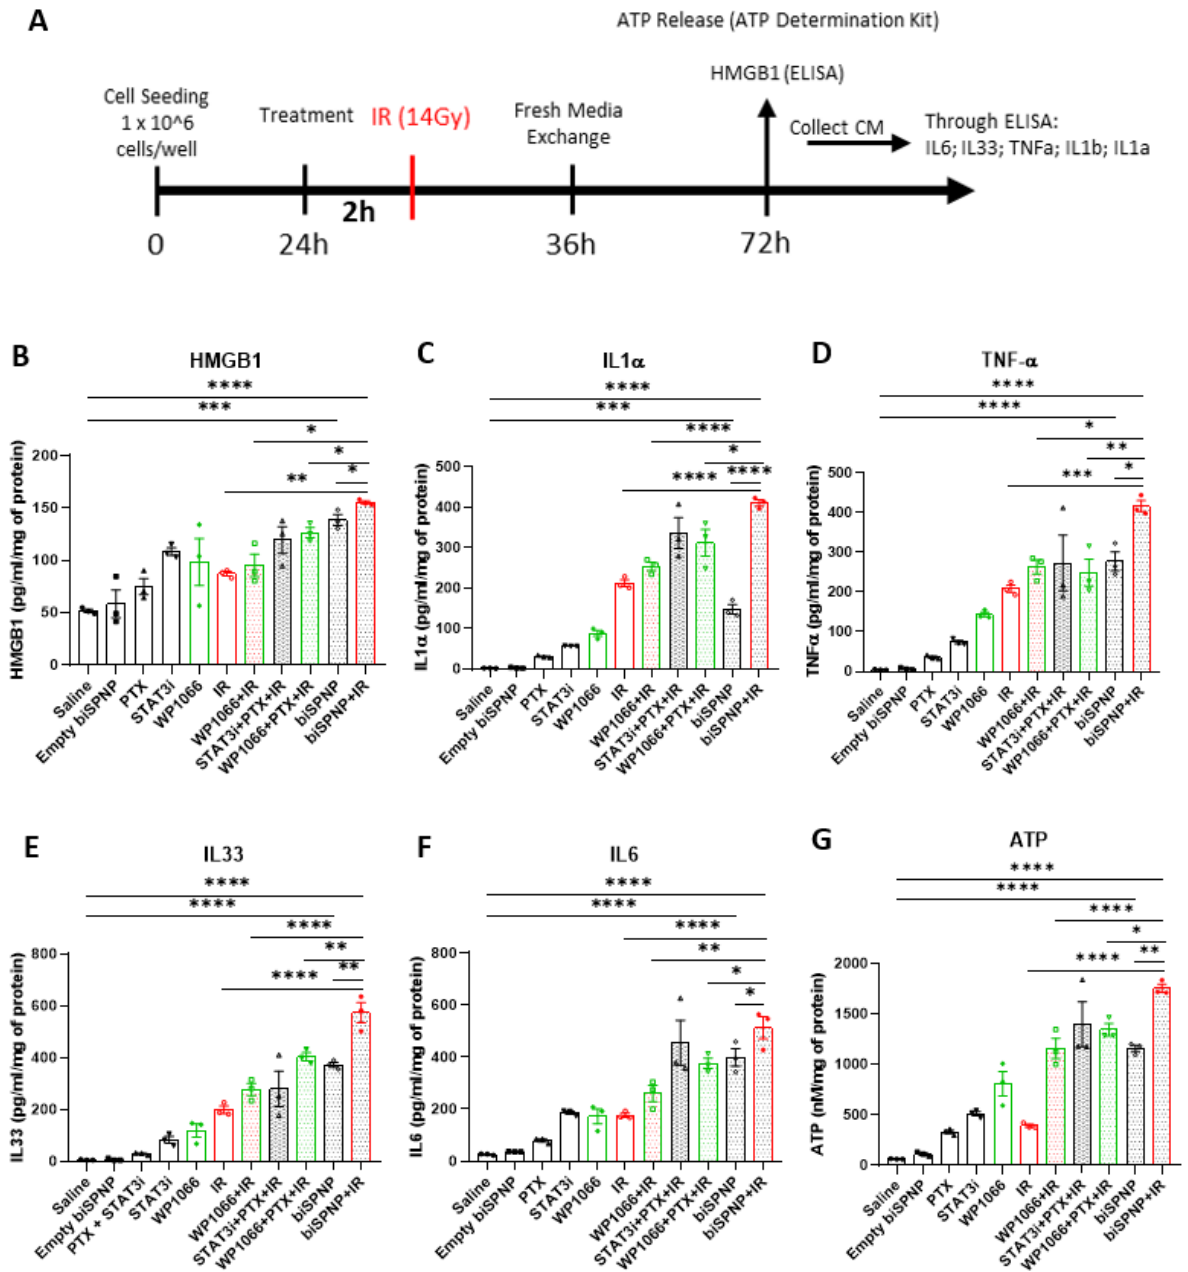 A
ATP Release (ATP Determination Kit)
HMGB1 (ELISA)
Cell Seeding
1 x 10^6
cells/well
Treatment
IR (14Gy)
Fresh Media
Exchange
Collect CM
Through ELISA:
IL6; IL33; TNFa; IL1b; IL1a
2h
0
24h
36h
72h
B
HMGB1
****
***
*
*
*
**
HMGB1 (pg/ml/mg of protein)
200
150
100
50
0
Saline
Empty biSPNP
PTX
STAT3i
WP1066
IR
WP1066+IR
STAT3i+PTX+IR
WP1066+PTX+IR
biSPNP
biSPNP+IR
C
IL1α
****
***
****
*
****
****
IL1α (pg/ml/mg of protein)
500
400
300
200
100
0
Saline
Empty biSPNP
PTX
STAT3i
WP1066
IR
WP1066+IR
STAT3i+PTX+IR
WP1066+PTX+IR
biSPNP
biSPNP+IR
D
TNF-α
****
****
*
**
***
*
TNFα (pg/ml/mg of protein)
500
400
300
200
100
0
Saline
Empty biSPNP
PTX
STAT3i
WP1066
IR
WP1066+IR
STAT3i+PTX+IR
WP1066+PTX+IR
biSPNP
biSPNP+IR
E
IL33
****
****
****
**
**
****
IL33 (pg/ml/mg of protein)
800
600
400
200
0
Saline
Empty biSPNP
PTX + STAT3i
STAT3i
WP1066
IR
WP1066+IR
STAT3i+PTX+IR
WP1066+PTX+IR
biSPNP
biSPNP+IR
F
IL6
****
****
****
**
*
*
IL6 (pg/ml/mg of protein)
800
600
400
200
0
Saline
Empty biSPNP
PTX
STAT3i
WP1066
IR
WP1066+IR
STAT3i+PTX+IR
WP1066+PTX+IR
biSPNP
biSPNP+IR
G
ATP
****
****
****
*
**
****
ATP (nM/mg of protein)
2000
1500
1000
500
0
Saline
Empty biSPNP
PTX
STAT3i
WP1066
IR
WP1066+IR
STAT3i+PTX+IR
WP1066+PTX+IR
biSPNP
biSPNP+IR